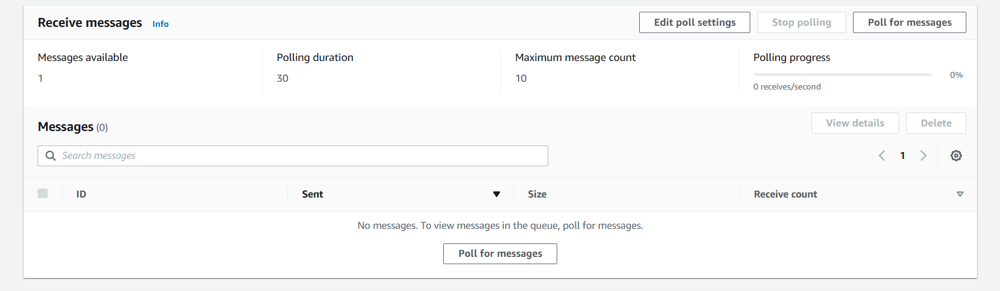 Receive messages Info Edit poll settings Stop polling Poll for messages
Messages available Polling duration Maximum message count Polling progress
1 30 10 0%
0 receives/second
Messages (0) View details Delete
Search messages 1
ID Sent Size Receive count
No messages. To view messages in the queue, poll for messages.
Poll for messages